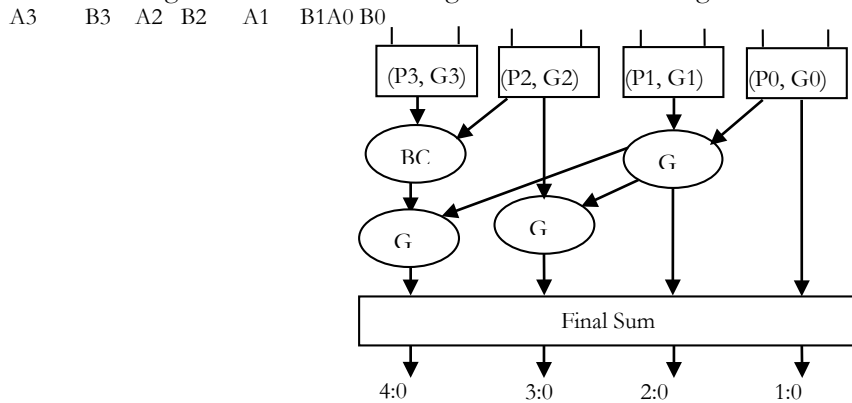 A3 B3 A2 B2 A1 B1A0 B0
(P3, G3) (P2, G2) (P1, G1) (P0, G0)
BC G
G G
Final Sum
4:0 3:0 2:0 1:0